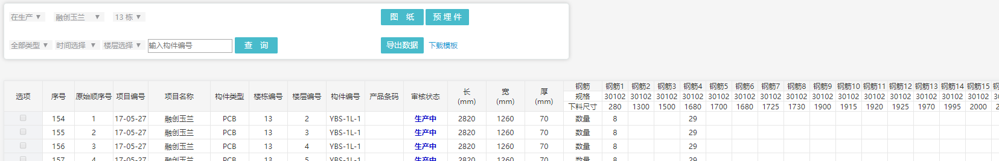 在生产 ▼ 融创玉兰 ▼ 13 栋 ▼ 图 纸 预 埋 件
全部类型 ▼ 时间选择 ▼ 楼层选择 ▼ 输入构件编号 查 询 导出数据 下载模板
选项 序号 原始顺序号 项目编号 项目名称 构件类型 楼栋编号 楼层编号 构件编号 产品条码 审核状态 长 (mm) 宽 (mm) 厚 (mm)
钢筋 钢筋1 钢筋2 钢筋3 钢筋4 钢筋5 钢筋6 钢筋7 钢筋8 钢筋9 钢筋10 钢筋11 钢筋12 钢筋13 钢筋14 钢筋15
规格 30102 30102 30102 30102 30102 30102 30102 30102 30102 30102 30102 30102 30102 30102 30102
下料尺寸 280 1300 1500 1680 1700 1680 1725 1730 1900 1915 1920 1925 1970 1995 2000
154 1 17-05-27 融创玉兰 PCB 13 2 YBS-1L-1 生产中 2820 1260 70 数量 8 29
155 2 17-05-27 融创玉兰 PCB 13 3 YBS-1L-1 生产中 2820 1260 70 数量 8 29
156 3 17-05-27 融创玉兰 PCB 13 4 YBS-1L-1 生产中 2820 1260 70 数量 8 29
157 4 17-05-27 融创玉兰 PCB 13 5 YBS-1L-1 生产中 2820 1260 70 数量 8 29